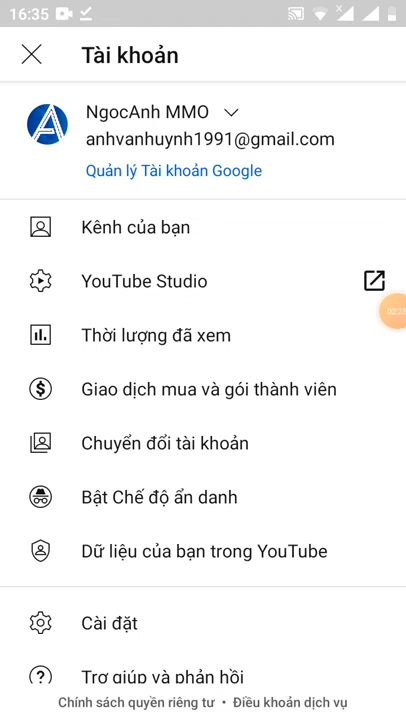 16:35
Tài khoản
NgocAnh MMO
anhvanhuynh1991@gmail.com
Quản lý Tài khoản Google
Kênh của bạn
YouTube Studio
02:25
Thời lượng đã xem
Giao dịch mua và gói thành viên
Chuyển đổi tài khoản
Bật Chế độ ẩn danh
Dữ liệu của bạn trong YouTube
Cài đặt
Trợ giúp và phản hồi
Chính sách quyền riêng tư • Điều khoản dịch vụ